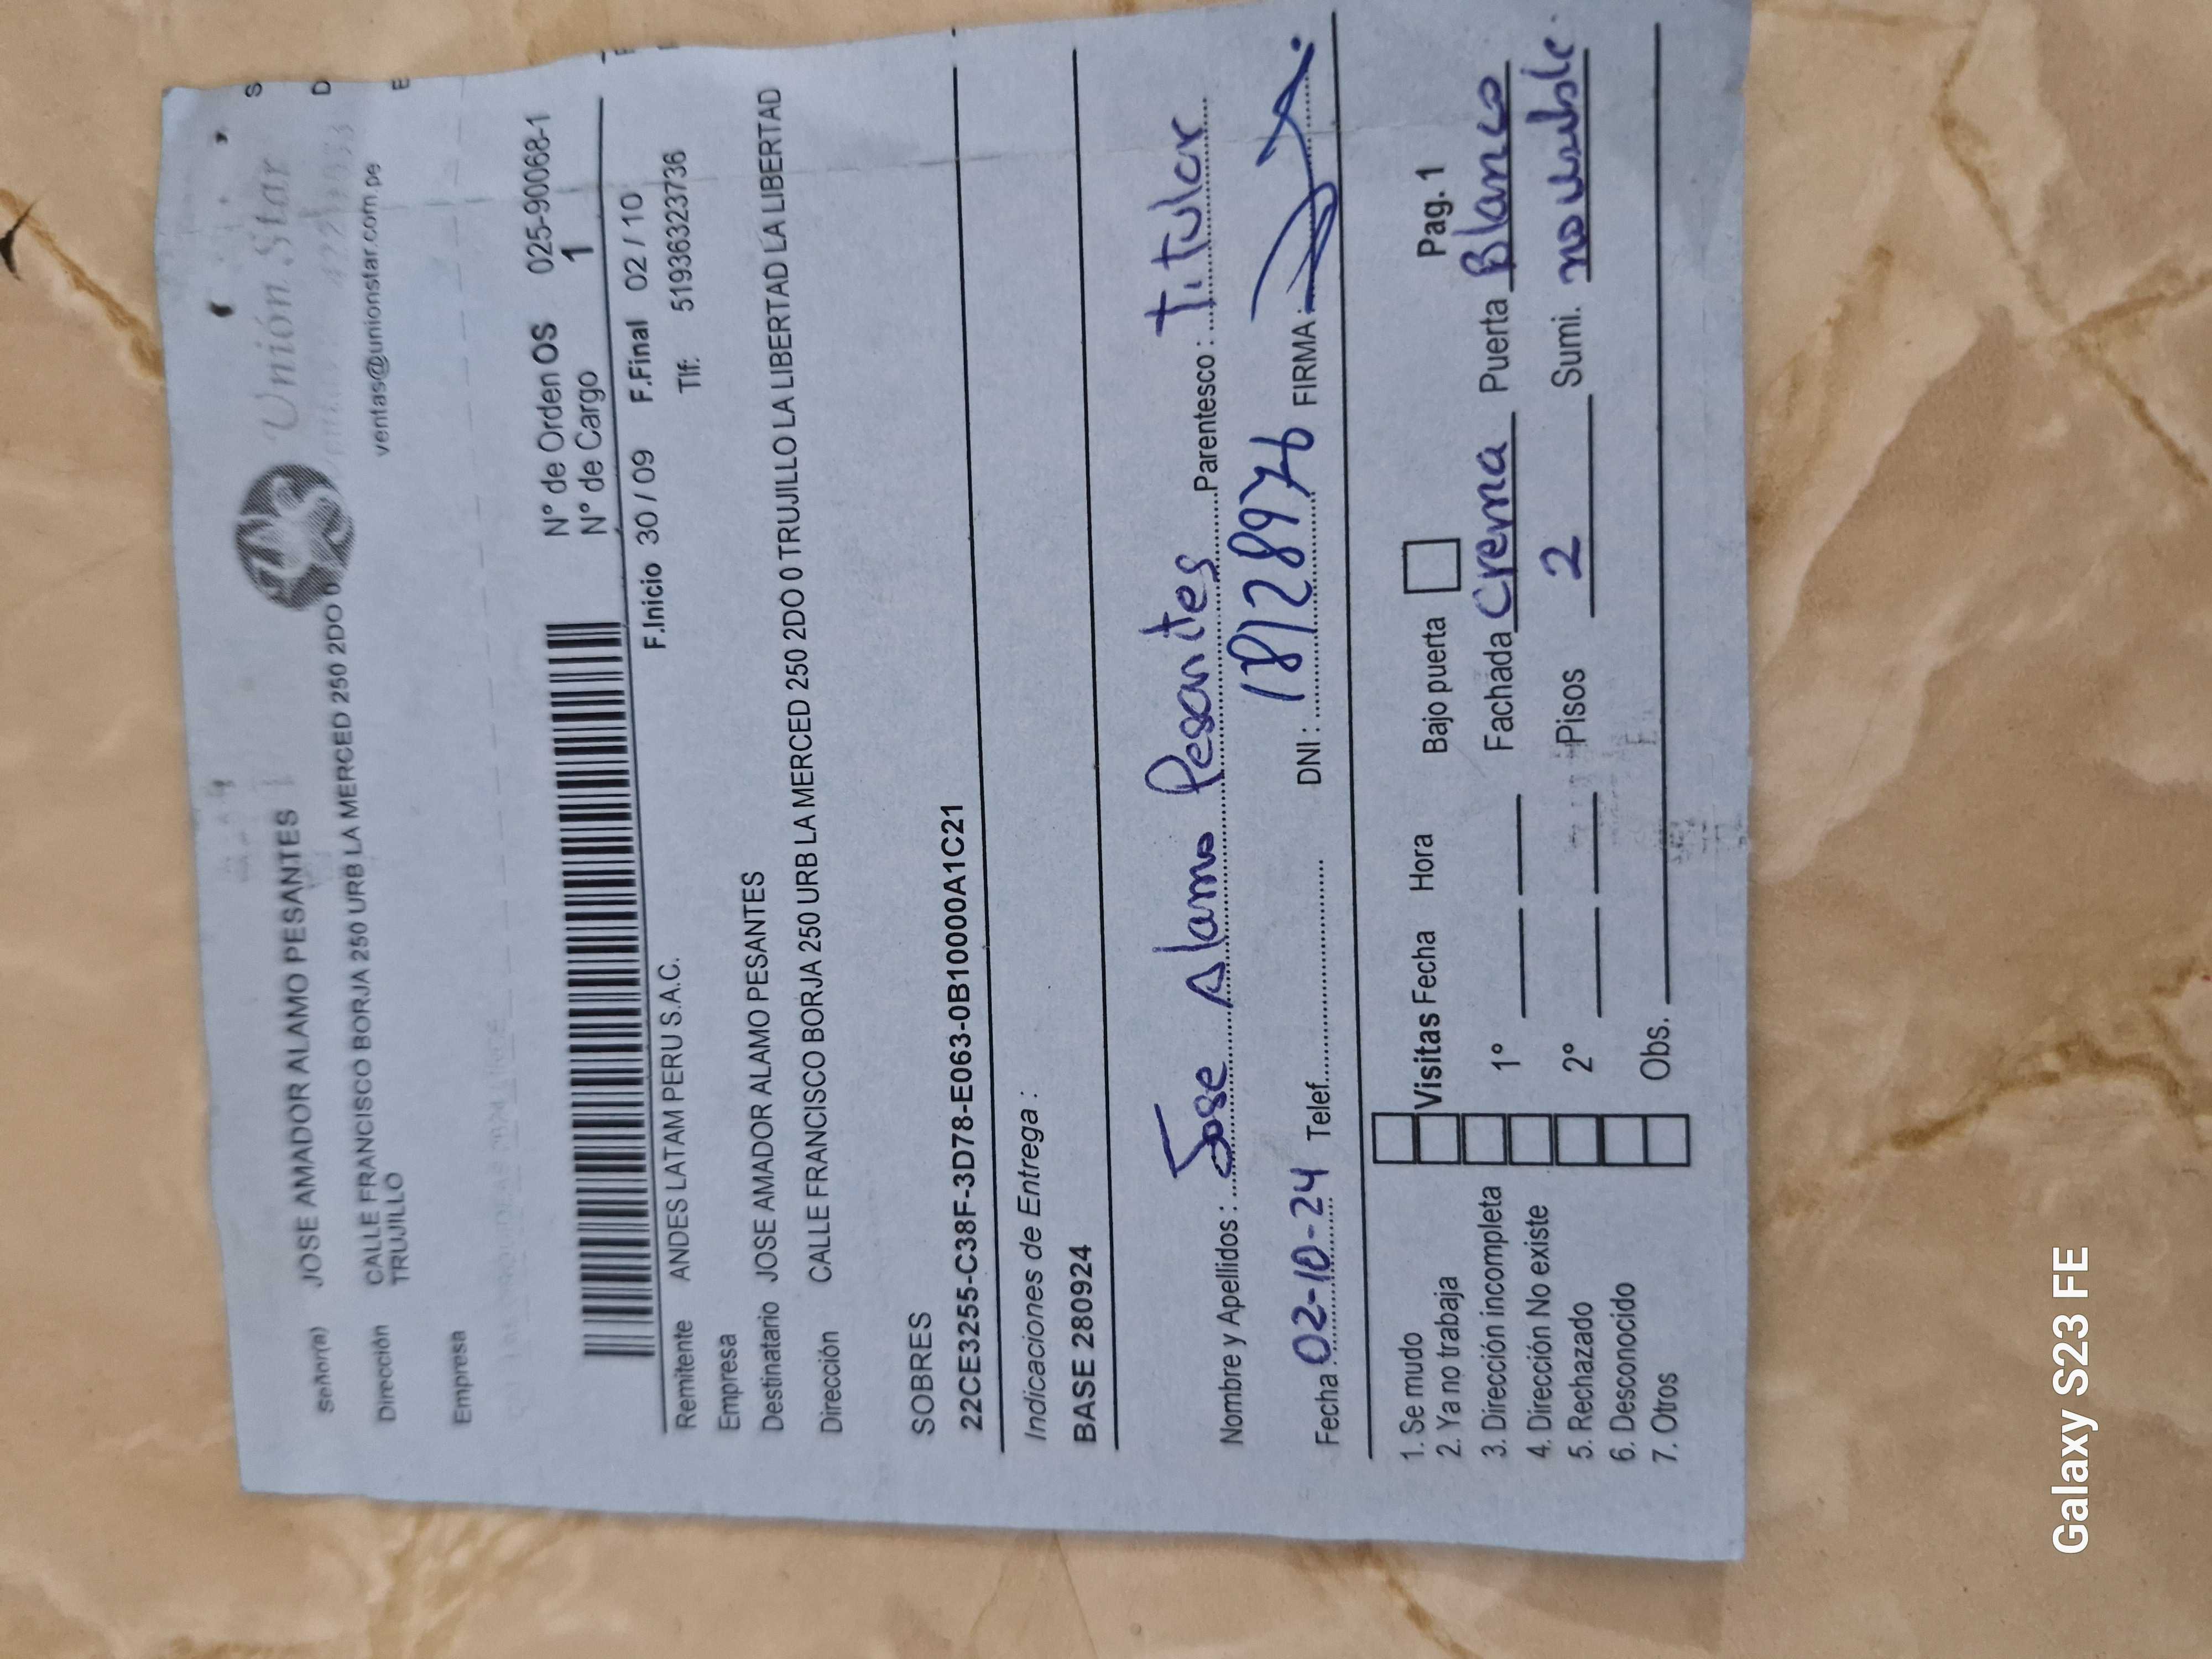 Señor(a) JOSE AMADOR ALAMO PESANTES
Unión Star
Dirección CALLE FRANCISCO BORJA 250 URB LA MERCED 250 2DO 0
TRUJILLO
ventas@unionstar.com.pe
Empresa
S
D
E
N° de Orden OS 025-90068-1
N° de Cargo 1
F.Inicio 30 / 09 F.Final 02 / 10
Remitente ANDES LATAM PERU S.A.C. Tlf: 51936323736
Empresa
Destinatario JOSE AMADOR ALAMO PESANTES
Dirección CALLE FRANCISCO BORJA 250 URB LA MERCED 250 2DO 0 TRUJILLO LA LIBERTAD LA LIBERTAD
SOBRES
22CE3255-C38F-3D78-E063-0B10000A1C21
Indicaciones de Entrega :
BASE 280924
Nombre y Apellidos : Jose Alamo Pesantes Parentesco : Titular
Fecha : 02-10-24 Telef. DNI : 18128976 FIRMA :
1. Se mudo
2. Ya no trabaja
3. Dirección incompleta
4. Dirección No existe
5. Rechazado
6. Desconocido
7. Otros
Visitas Fecha Hora Bajo puerta Pag. 1
1° Fachada Crema Puerta Blanco
2° Pisos 2 Sumi. no visible.
Obs.
Galaxy S23 FE